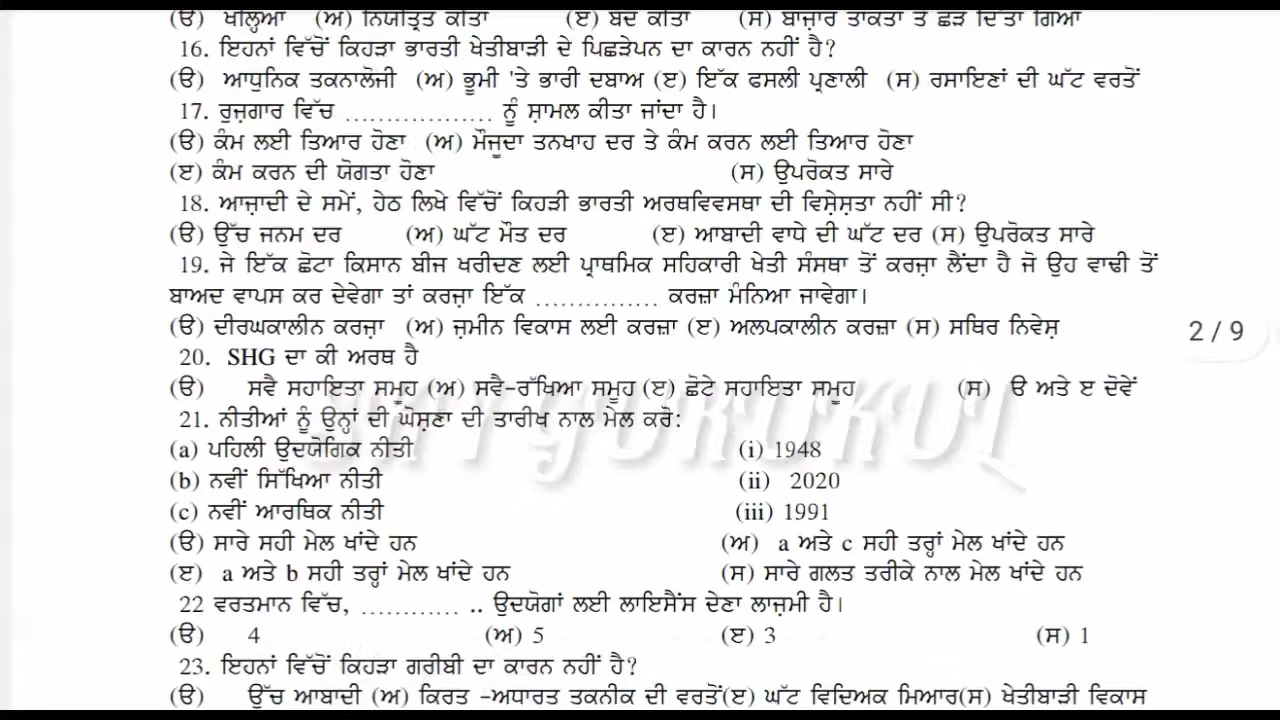 (ੳ) ਖੋਲ੍ਹਿਆ (ਅ) ਨਿਯੰਤ੍ਰਿਤ ਕੀਤਾ (ੲ) ਬੰਦ ਕੀਤਾ (ਸ) ਬਾਜ਼ਾਰ ਤਾਕਤਾਂ ਤੇ ਛੱਡ ਦਿੱਤਾ ਗਿਆ
16. ਇਹਨਾਂ ਵਿੱਚੋਂ ਕਿਹੜਾ ਭਾਰਤੀ ਖੇਤੀਬਾੜੀ ਦੇ ਪਿਛੜੇਪਨ ਦਾ ਕਾਰਨ ਨਹੀਂ ਹੈ?
(ੳ) ਆਧੁਨਿਕ ਤਕਨਾਲੋਜੀ (ਅ) ਭੂਮੀ 'ਤੇ ਭਾਰੀ ਦਬਾਅ (ੲ) ਇੱਕ ਫਸਲੀ ਪ੍ਰਣਾਲੀ (ਸ) ਰਸਾਇਣਾਂ ਦੀ ਘੱਟ ਵਰਤੋਂ
17. ਰੁਜ਼ਗਾਰ ਵਿੱਚ .................. ਨੂੰ ਸ਼ਾਮਲ ਕੀਤਾ ਜਾਂਦਾ ਹੈ।
(ੳ) ਕੰਮ ਲਈ ਤਿਆਰ ਹੋਣਾ (ਅ) ਮੌਜੂਦਾ ਤਨਖਾਹ ਦਰ ਤੇ ਕੰਮ ਕਰਨ ਲਈ ਤਿਆਰ ਹੋਣਾ
(ੲ) ਕੰਮ ਕਰਨ ਦੀ ਯੋਗਤਾ ਹੋਣਾ (ਸ) ਉਪਰੋਕਤ ਸਾਰੇ
18. ਆਜ਼ਾਦੀ ਦੇ ਸਮੇਂ, ਹੇਠ ਲਿਖੇ ਵਿੱਚੋਂ ਕਿਹੜੀ ਭਾਰਤੀ ਅਰਥਵਿਵਸਥਾ ਦੀ ਵਿਸ਼ੇਸ਼ਤਾ ਨਹੀਂ ਸੀ?
(ੳ) ਉੱਚ ਜਨਮ ਦਰ (ਅ) ਘੱਟ ਮੌਤ ਦਰ (ੲ) ਆਬਾਦੀ ਵਾਧੇ ਦੀ ਘੱਟ ਦਰ (ਸ) ਉਪਰੋਕਤ ਸਾਰੇ
19. ਜੇ ਇੱਕ ਛੋਟਾ ਕਿਸਾਨ ਬੀਜ ਖਰੀਦਣ ਲਈ ਪ੍ਰਾਥਮਿਕ ਸਹਿਕਾਰੀ ਖੇਤੀ ਸੰਸਥਾ ਤੋਂ ਕਰਜ਼ਾ ਲੈਂਦਾ ਹੈ ਜੋ ਉਹ ਵਾਢੀ ਤੋਂ
ਬਾਅਦ ਵਾਪਸ ਕਰ ਦੇਵੇਗਾ ਤਾਂ ਕਰਜ਼ਾ ਇੱਕ ............... ਕਰਜ਼ਾ ਮੰਨਿਆ ਜਾਵੇਗਾ।
(ੳ) ਦੀਰਘਕਾਲੀਨ ਕਰਜ਼ਾ (ਅ) ਜ਼ਮੀਨ ਵਿਕਾਸ ਲਈ ਕਰਜ਼ਾ (ੲ) ਅਲਪਕਾਲੀਨ ਕਰਜ਼ਾ (ਸ) ਸਥਿਰ ਨਿਵੇਸ਼
2 / 9
20. SHG ਦਾ ਕੀ ਅਰਥ ਹੈ
(ੳ) ਸਵੈ ਸਹਾਇਤਾ ਸਮੂਹ (ਅ) ਸਵੈ-ਰੱਖਿਆ ਸਮੂਹ (ੲ) ਛੋਟੇ ਸਹਾਇਤਾ ਸਮੂਹ (ਸ) ੳ ਅਤੇ ੲ ਦੋਵੇਂ
21. ਨੀਤੀਆਂ ਨੂੰ ਉਨ੍ਹਾਂ ਦੀ ਘੋਸ਼ਣਾ ਦੀ ਤਾਰੀਖ ਨਾਲ ਮੇਲ ਕਰੋ:
(a) ਪਹਿਲੀ ਉਦਯੋਗਿਕ ਨੀਤੀ (i) 1948
(b) ਨਵੀਂ ਸਿੱਖਿਆ ਨੀਤੀ (ii) 2020
(c) ਨਵੀਂ ਆਰਥਿਕ ਨੀਤੀ (iii) 1991
(ੳ) ਸਾਰੇ ਸਹੀ ਮੇਲ ਖਾਂਦੇ ਹਨ (ਅ) a ਅਤੇ c ਸਹੀ ਤਰ੍ਹਾਂ ਮੇਲ ਖਾਂਦੇ ਹਨ
(ੲ) a ਅਤੇ b ਸਹੀ ਤਰ੍ਹਾਂ ਮੇਲ ਖਾਂਦੇ ਹਨ (ਸ) ਸਾਰੇ ਗਲਤ ਤਰੀਕੇ ਨਾਲ ਮੇਲ ਖਾਂਦੇ ਹਨ
22 ਵਰਤਮਾਨ ਵਿੱਚ, ............ .. ਉਦਯੋਗਾਂ ਲਈ ਲਾਇਸੈਂਸ ਦੇਣਾ ਲਾਜ਼ਮੀ ਹੈ।
(ੳ) 4 (ਅ) 5 (ੲ) 3 (ਸ) 1
23. ਇਹਨਾਂ ਵਿੱਚੋਂ ਕਿਹੜਾ ਗਰੀਬੀ ਦਾ ਕਾਰਨ ਨਹੀਂ ਹੈ?
(ੳ) ਉੱਚ ਆਬਾਦੀ (ਅ) ਕਿਰਤ -ਅਧਾਰਤ ਤਕਨੀਕ ਦੀ ਵਰਤੋਂ(ੲ) ਘੱਟ ਵਿਦਿਅਕ ਮਿਆਰ(ਸ) ਖੇਤੀਬਾੜੀ ਵਿਕਾਸ